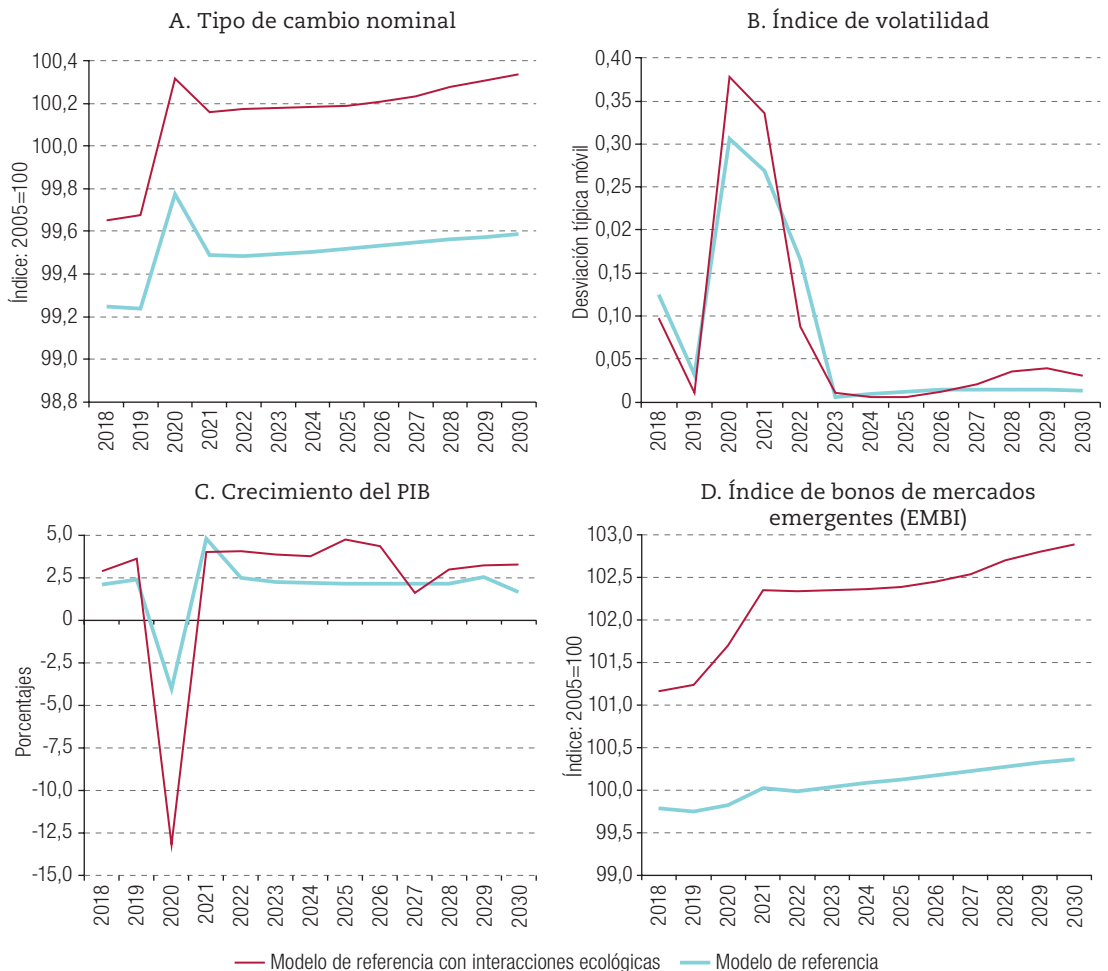 A. Tipo de cambio nominal
Índice: 2005=100
100,4
100,2
100,0
99,8
99,6
99,4
99,2
99,0
98,8
2018 2019 2020 2021 2022 2023 2024 2025 2026 2027 2028 2029 2030
B. Índice de volatilidad
Desviación típica móvil
0,40
0,35
0,30
0,25
0,20
0,15
0,10
0,05
0
2018 2019 2020 2021 2022 2023 2024 2025 2026 2027 2028 2029 2030
C. Crecimiento del PIB
Porcentajes
5,0
2,5
0
-2,5
-5,0
-7,5
-10,0
-12,5
-15,0
2018 2019 2020 2021 2022 2023 2024 2025 2026 2027 2028 2029 2030
D. Índice de bonos de mercados
emergentes (EMBI)
Índice: 2005=100
103,0
102,5
102,0
101,5
101,0
100,5
100,0
99,5
99,0
2018 2019 2020 2021 2022 2023 2024 2025 2026 2027 2028 2029 2030
Modelo de referencia con interacciones ecológicas Modelo de referencia